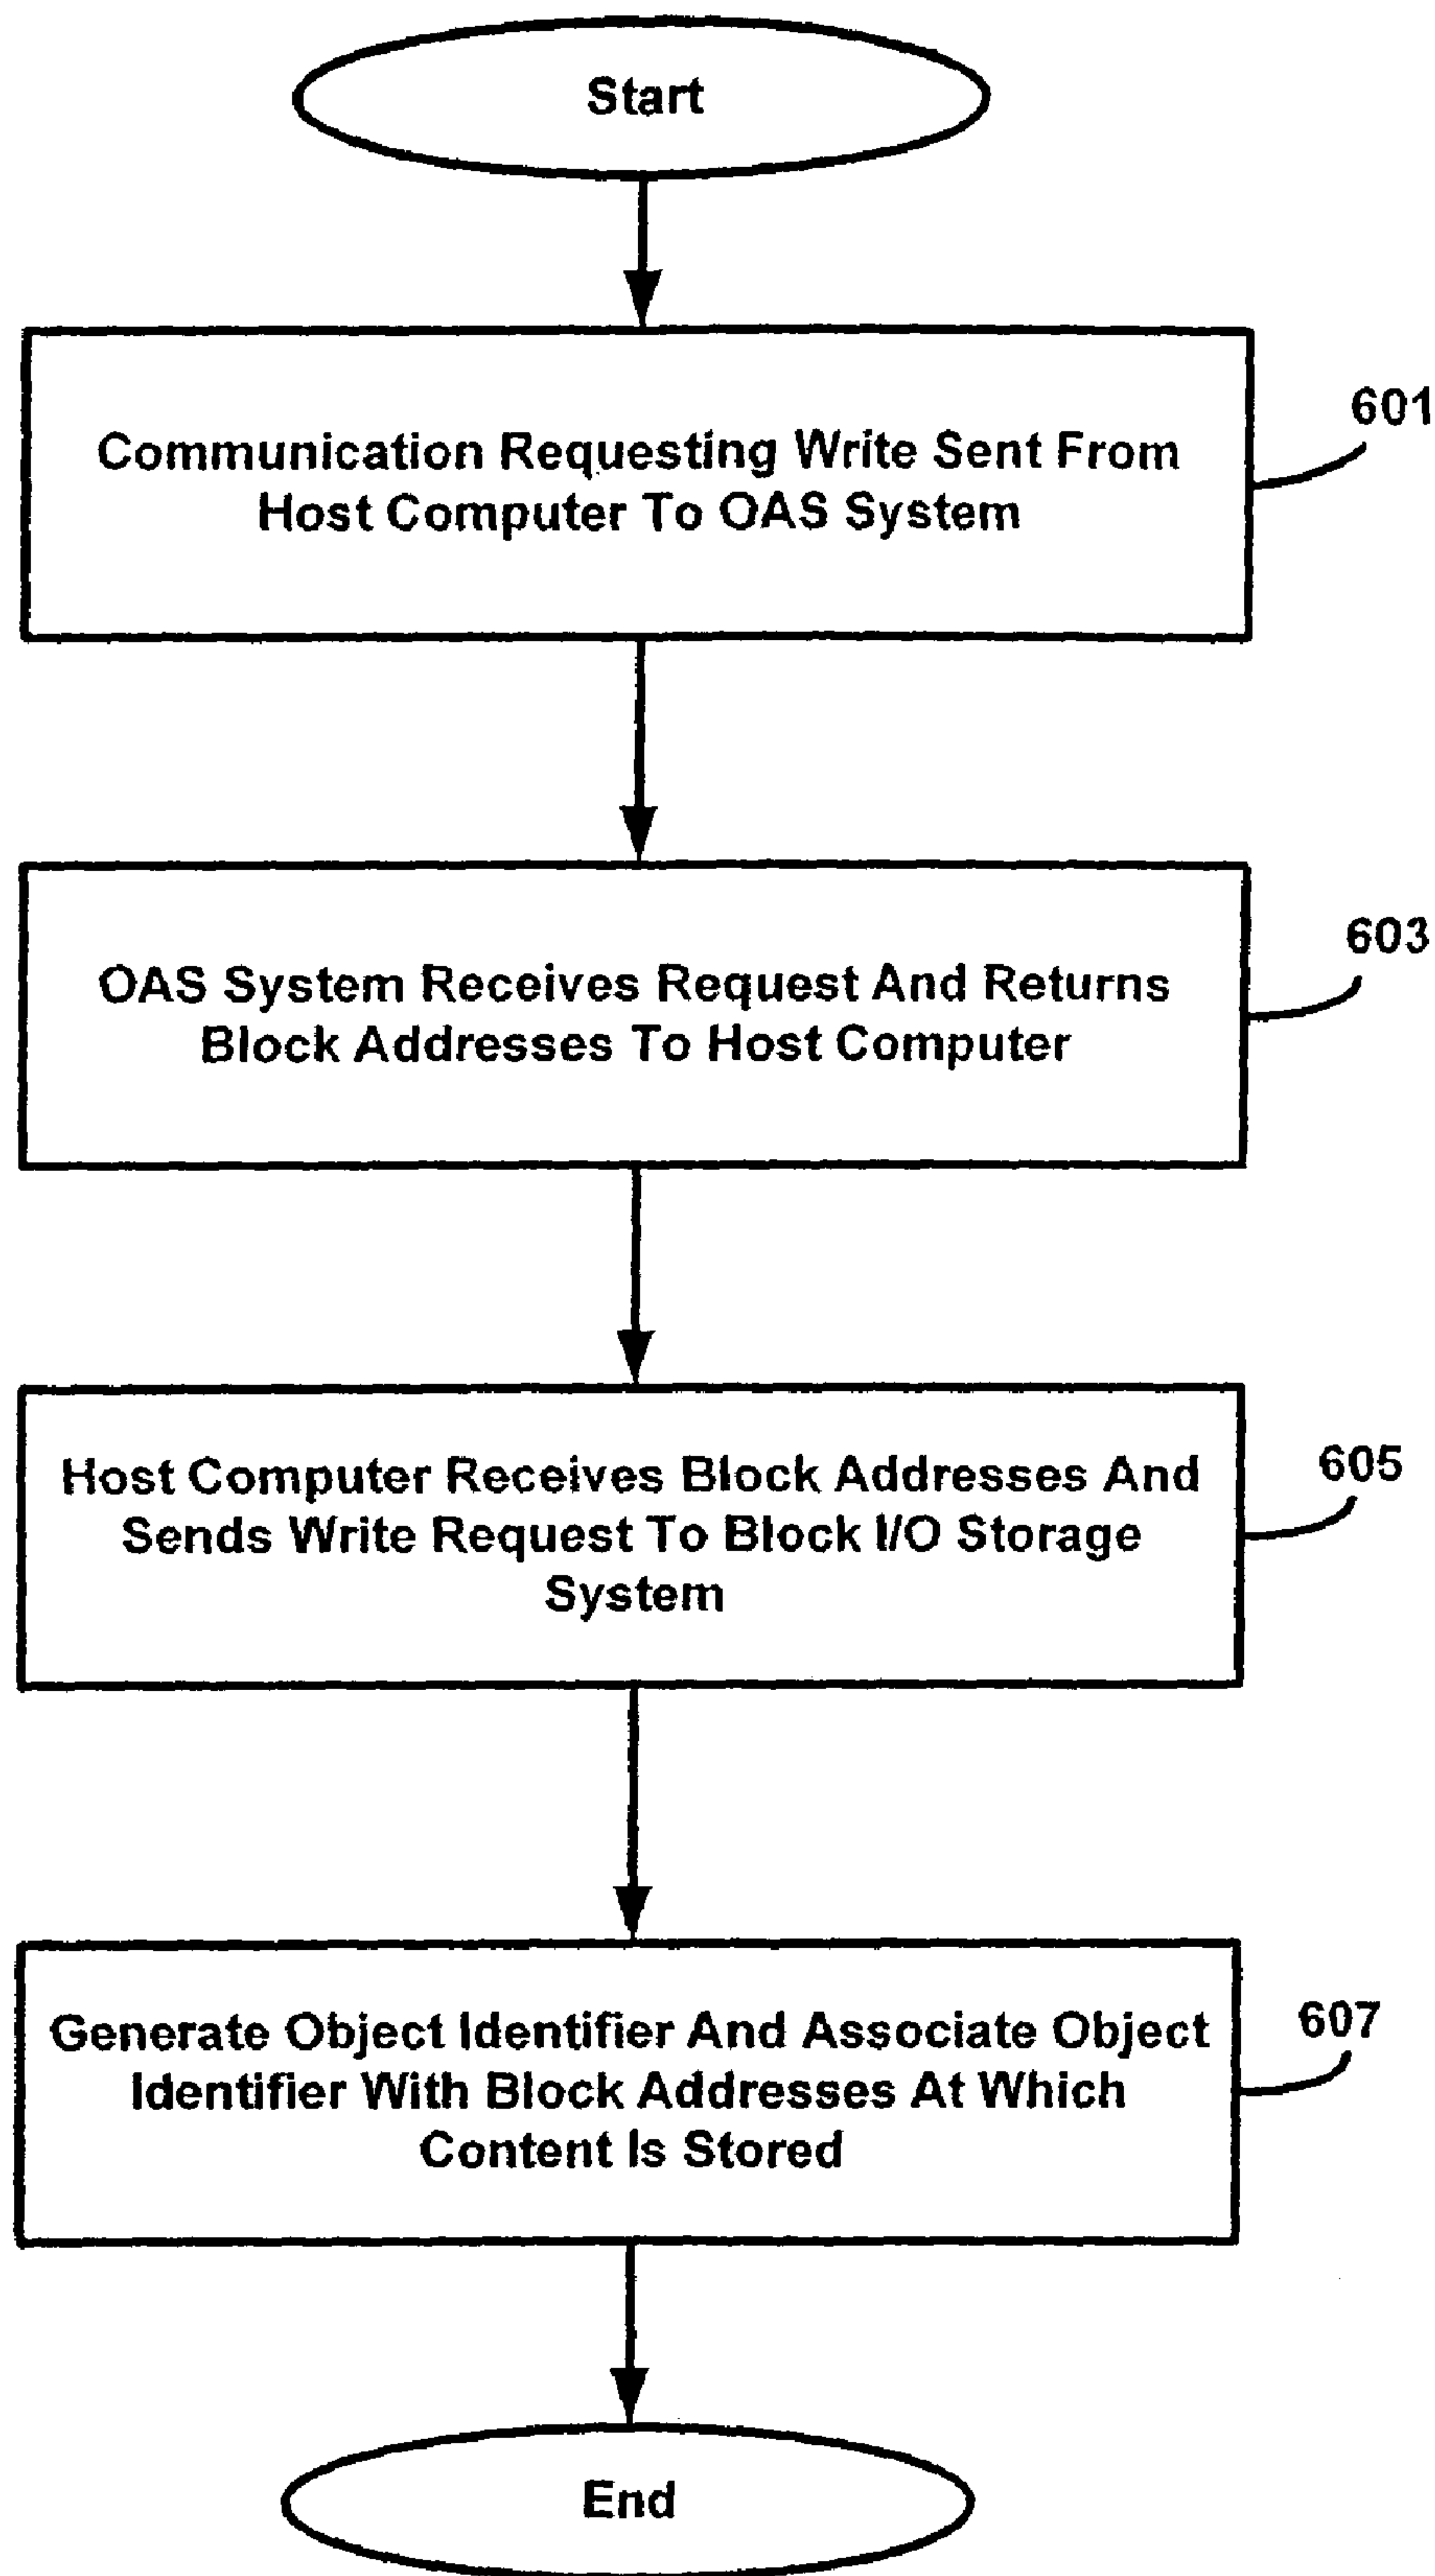 Start
Communication Requesting Write Sent From
Host Computer To OAS System
601
OAS System Receives Request And Returns
Block Addresses To Host Computer
603
Host Computer Receives Block Addresses And
Sends Write Request To Block I/O Storage
System
605
Generate Object Identifier And Associate Object
Identifier With Block Addresses At Which
Content Is Stored
607
End